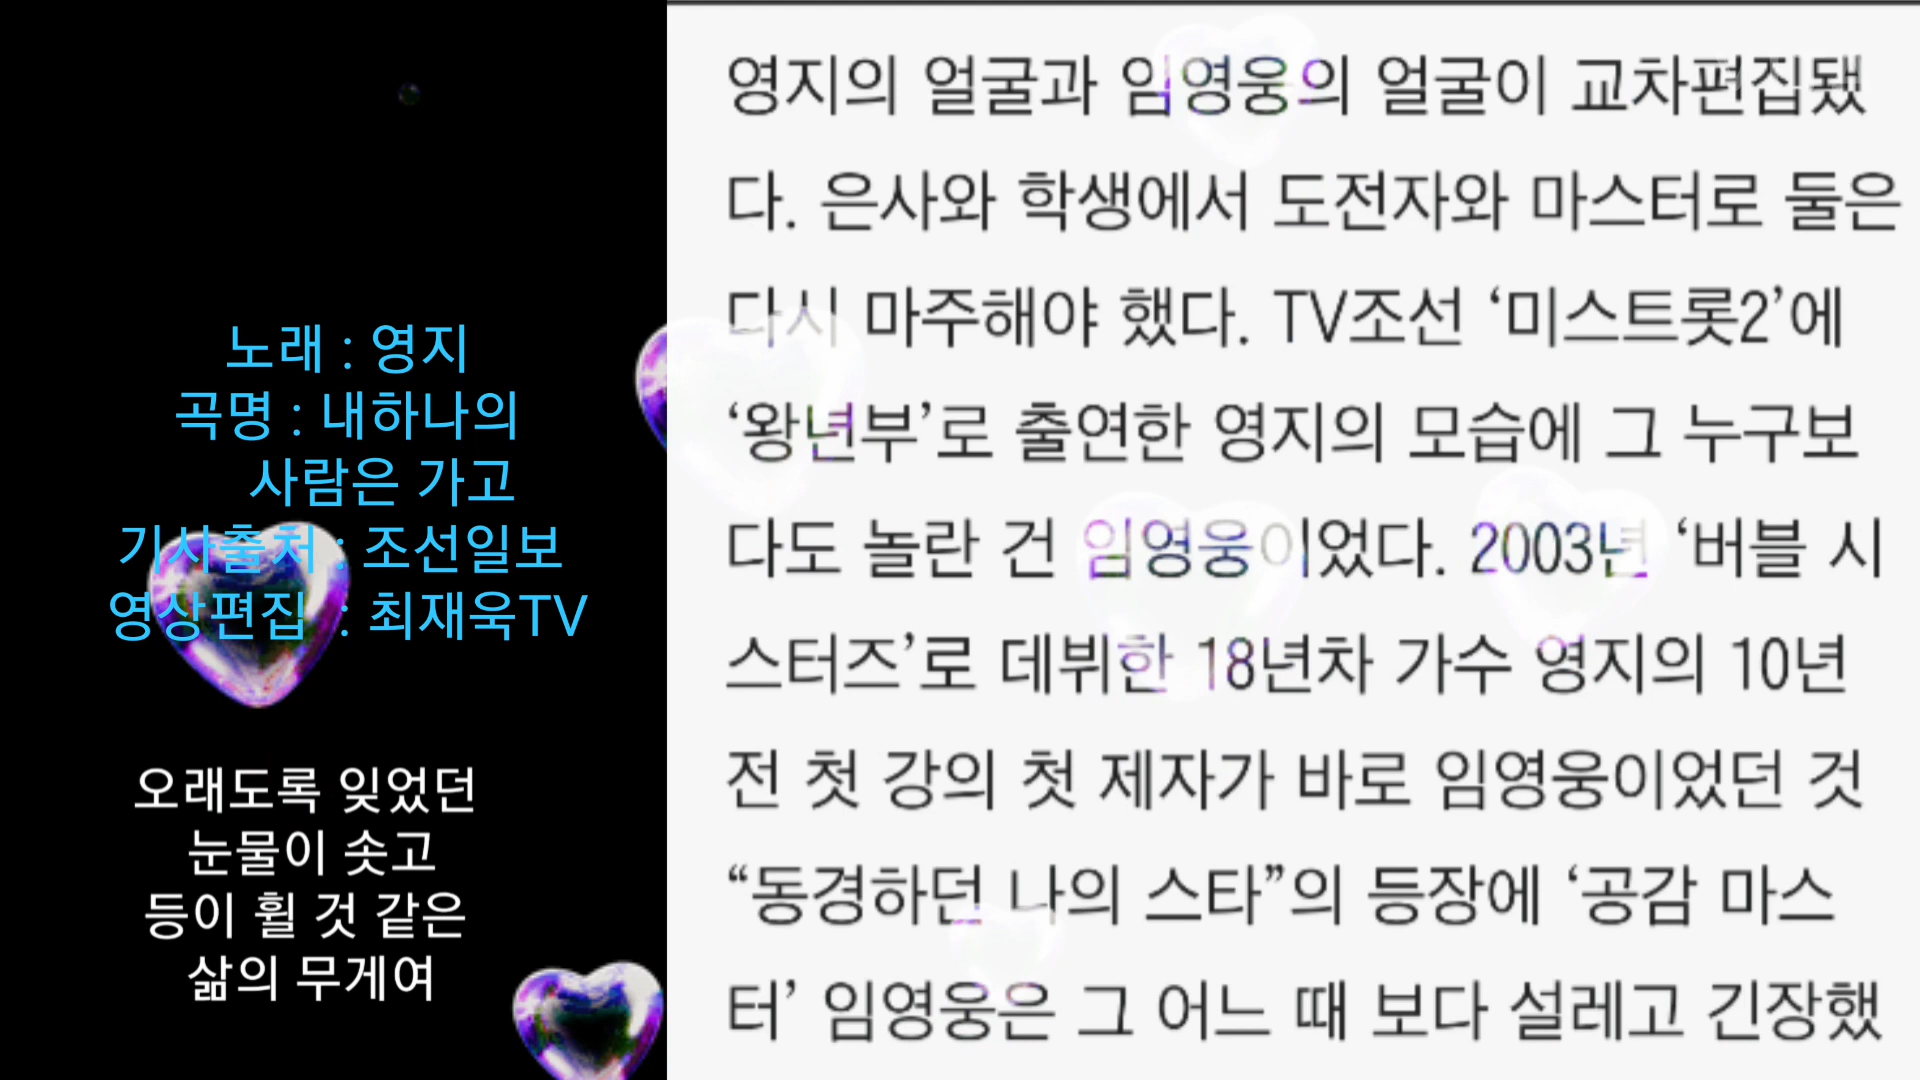 노래 : 영지
곡명 : 내하나의
사람은 가고
기사출처 : 조선일보
영상편집 : 최재욱TV
오래도록 잊었던
눈물이 솟고
등이 휠 것 같은
삶의 무게여
영지의 얼굴과 임영웅의 얼굴이 교차편집됐
다. 은사와 학생에서 도전자와 마스터로 둘은
다시 마주해야 했다. TV조선 ‘미스트롯2’에
‘왕년부’로 출연한 영지의 모습에 그 누구보
다도 놀란 건 임영웅이었다. 2003년 ‘버블 시
스터즈’로 데뷔한 18년차 가수 영지의 10년
전 첫 강의 첫 제자가 바로 임영웅이었던 것
“동경하던 나의 스타”의 등장에 ‘공감 마스
터’ 임영웅은 그 어느 때 보다 설레고 긴장했